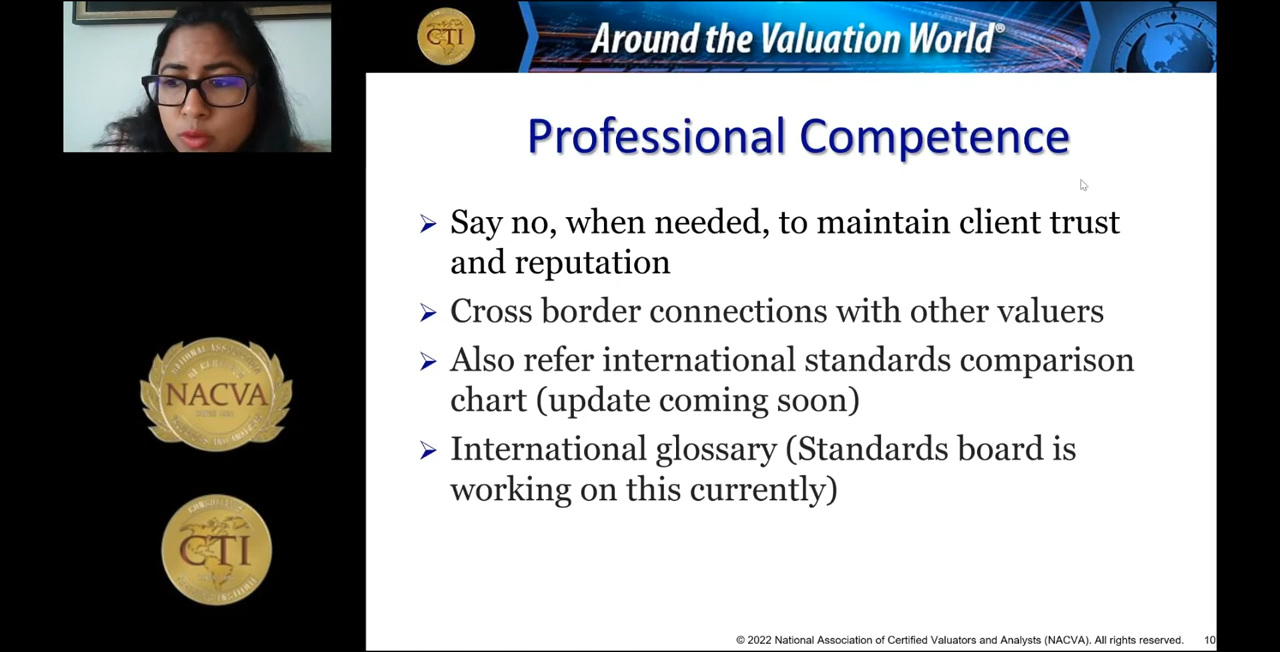 CTI
Around the Valuation World®
Professional Competence
➢ Say no, when needed, to maintain client trust
and reputation
➢ Cross border connections with other valuers
➢ Also refer international standards comparison
chart (update coming soon)
➢ International glossary (Standards board is
working on this currently)
NACVA
CTI
© 2022 National Association of Certified Valuators and Analysts (NACVA). All rights reserved. 10